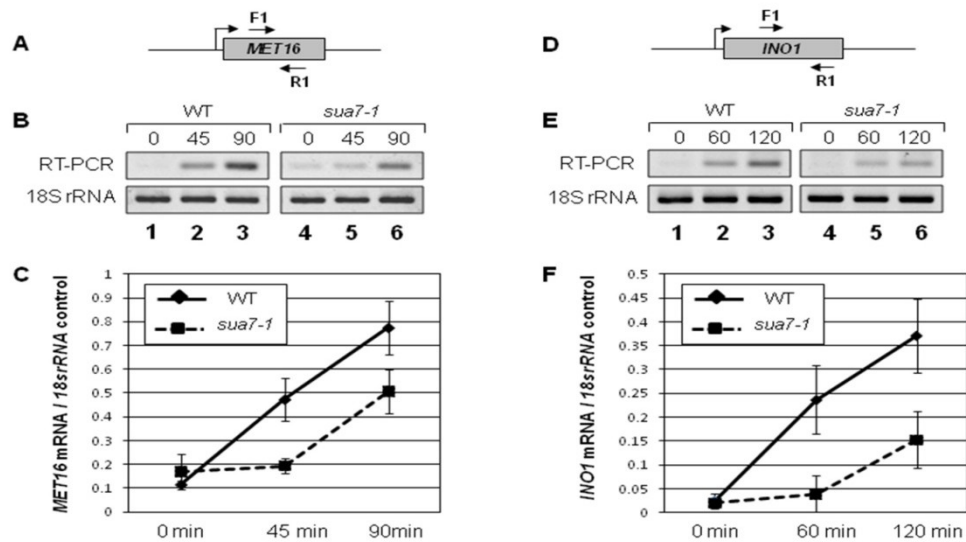 A
F1
MET16
R1
B
WT
sua7-1
0 45 90
0 45 90
RT-PCR
18S rRNA
1 2 3 4 5 6
C
MET16 mRNA / 18srRNA control
1
0.9
0.8
0.7
0.6
0.5
0.4
0.3
0.2
0.1
0
WT
sua7-1
0 min 45 min 90min
D
F1
INO1
R1
E
WT
sua7-1
0 60 120
0 60 120
RT-PCR
18S rRNA
1 2 3 4 5 6
F
INO1 mRNA / 18srRNA control
0.5
0.45
0.4
0.35
0.3
0.25
0.2
0.15
0.1
0.05
0
WT
sua7-1
0 min 60 min 120 min